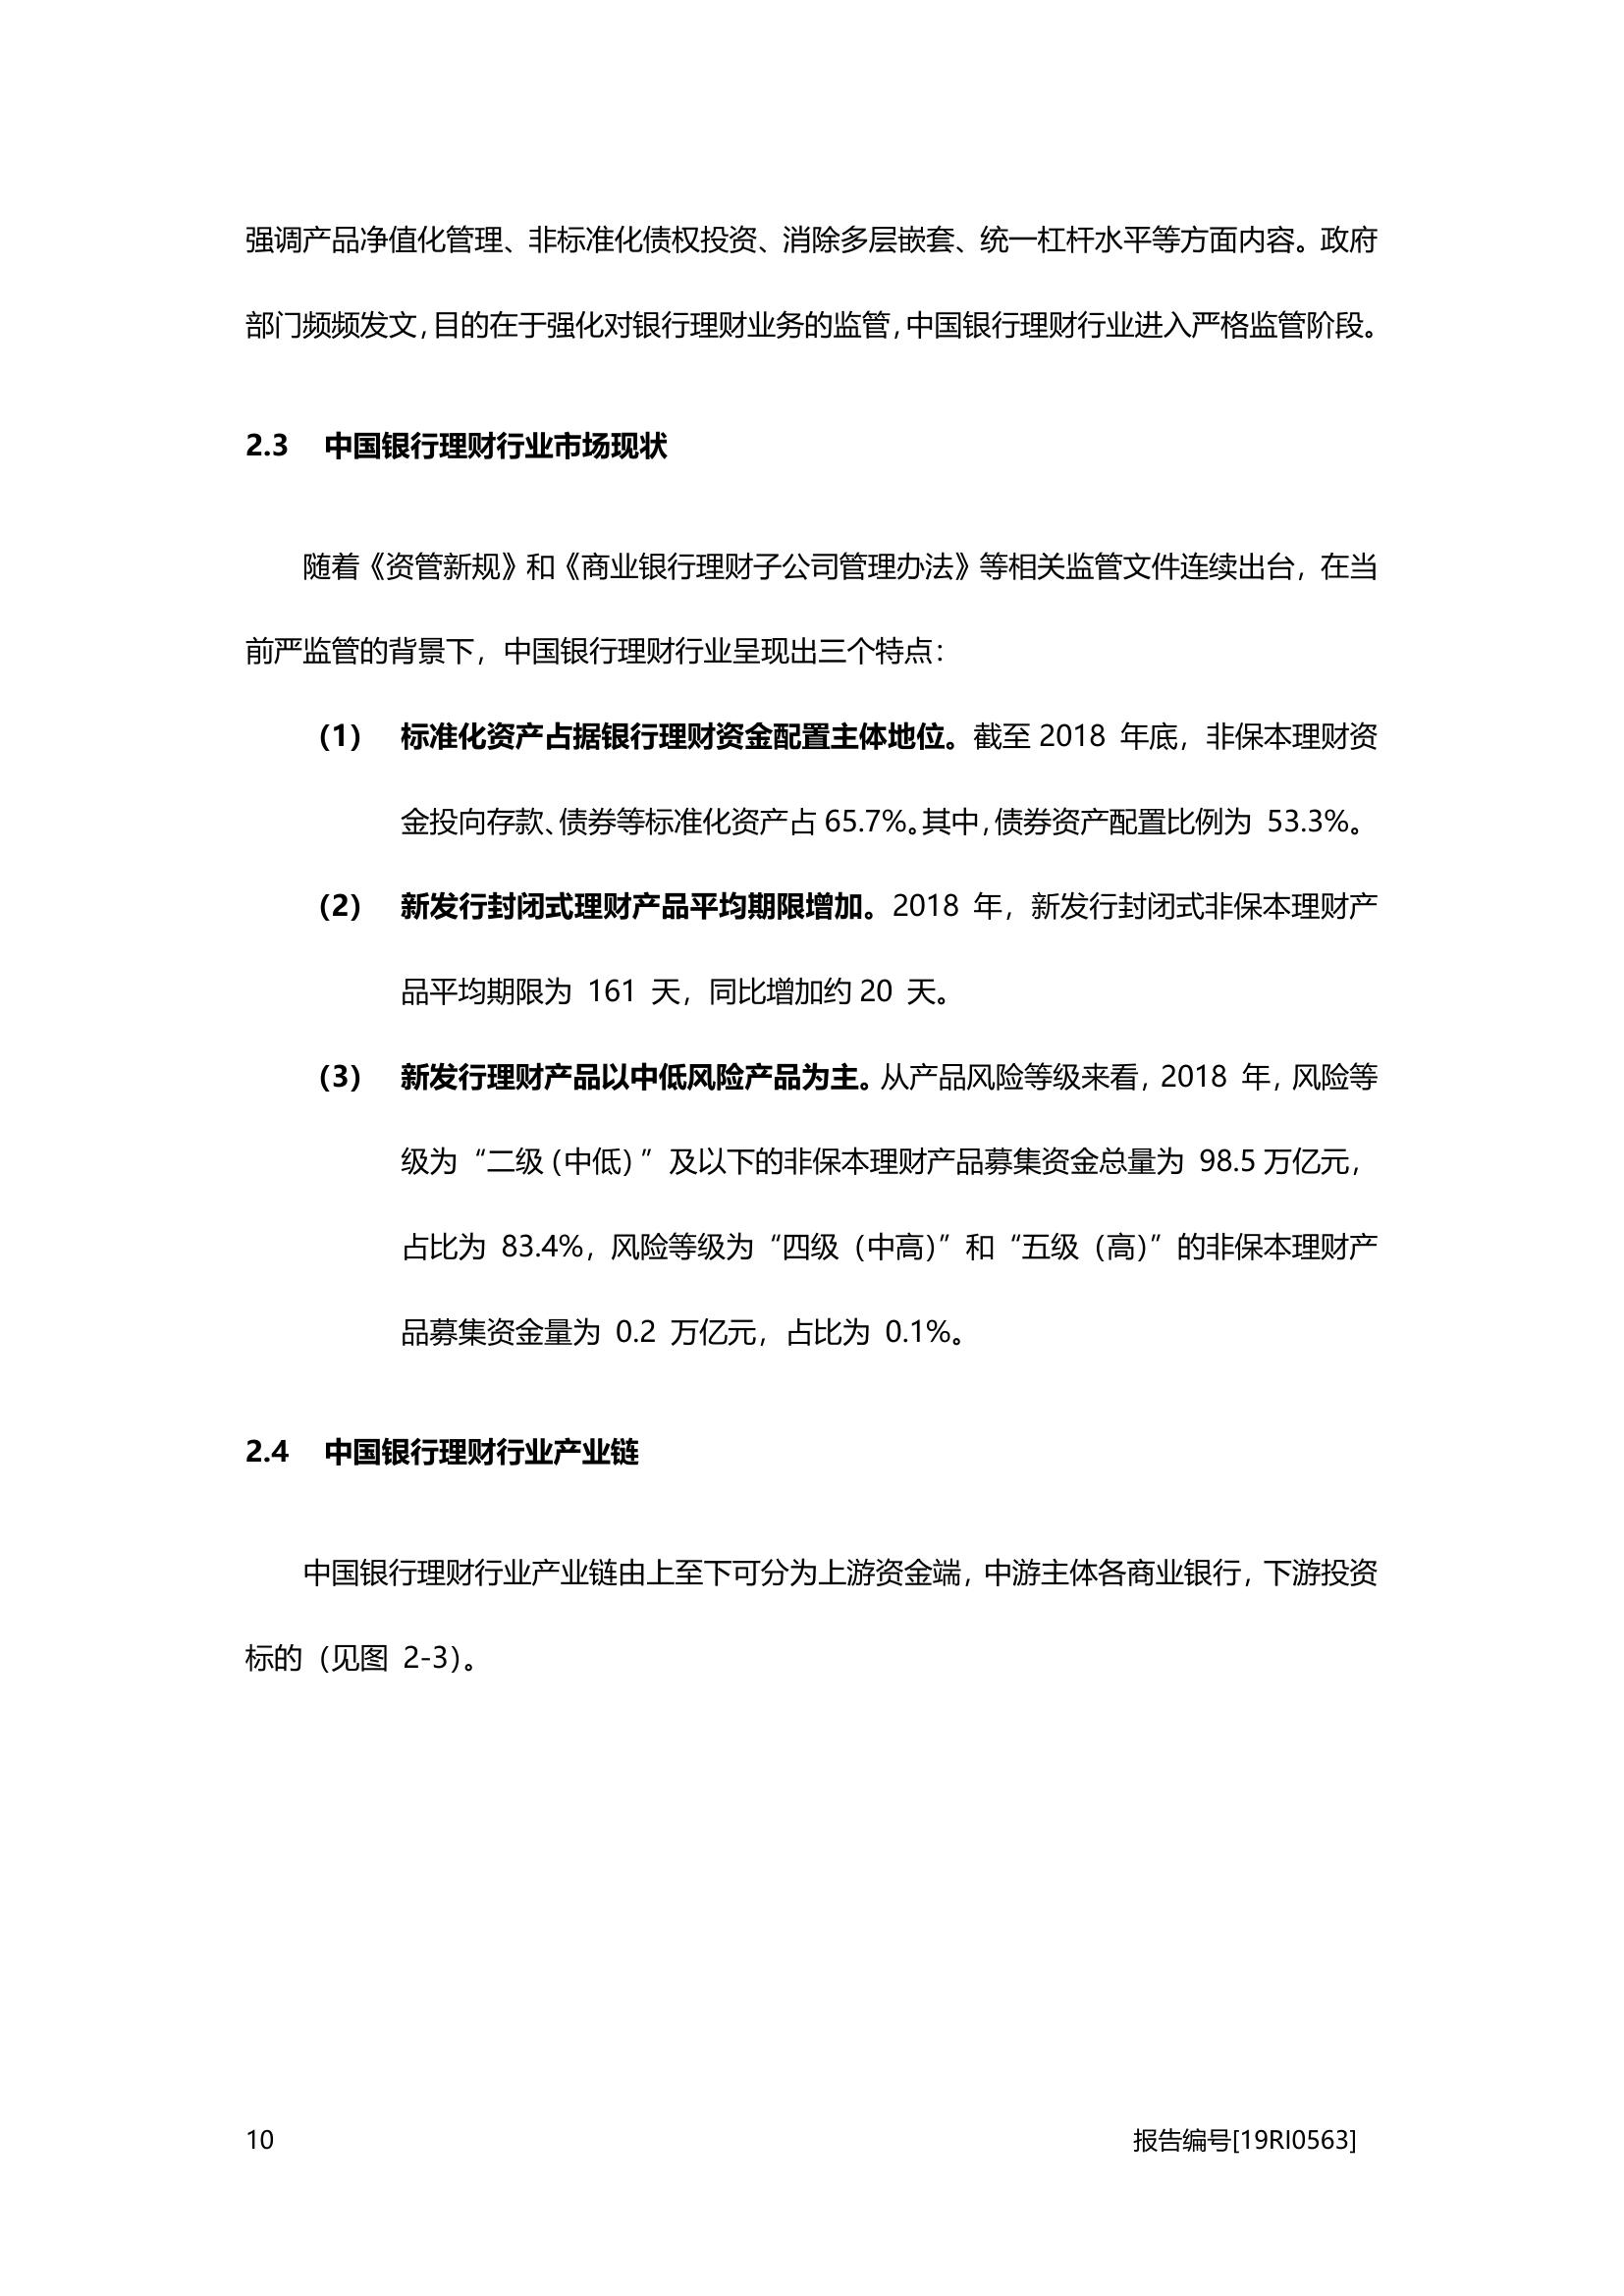 强调产品净值化管理、非标准化债权投资、消除多层嵌套、统一杠杆水平等方面内容。政府
部门频频发文，目的在于强化对银行理财业务的监管，中国银行理财行业进入严格监管阶段。
2.3 中国银行理财行业市场现状
随着《资管新规》和《商业银行理财子公司管理办法》等相关监管文件连续出台，在当
前严监管的背景下，中国银行理财行业呈现出三个特点：
（1） 标准化资产占据银行理财资金配置主体地位。截至 2018 年底，非保本理财资
金投向存款、债券等标准化资产占 65.7%。其中，债券资产配置比例为 53.3%。
（2） 新发行封闭式理财产品平均期限增加。2018 年，新发行封闭式非保本理财产
品平均期限为 161 天，同比增加约 20 天。
（3） 新发行理财产品以中低风险产品为主。从产品风险等级来看，2018 年，风险等
级为“二级（中低）”及以下的非保本理财产品募集资金总量为 98.5 万亿元，
占比为 83.4%，风险等级为“四级（中高）”和“五级（高）”的非保本理财产
品募集资金量为 0.2 万亿元，占比为 0.1%。
2.4 中国银行理财行业产业链
中国银行理财行业产业链由上至下可分为上游资金端，中游主体各商业银行，下游投资
标的（见图 2-3）。
10 报告编号[19RI0563]